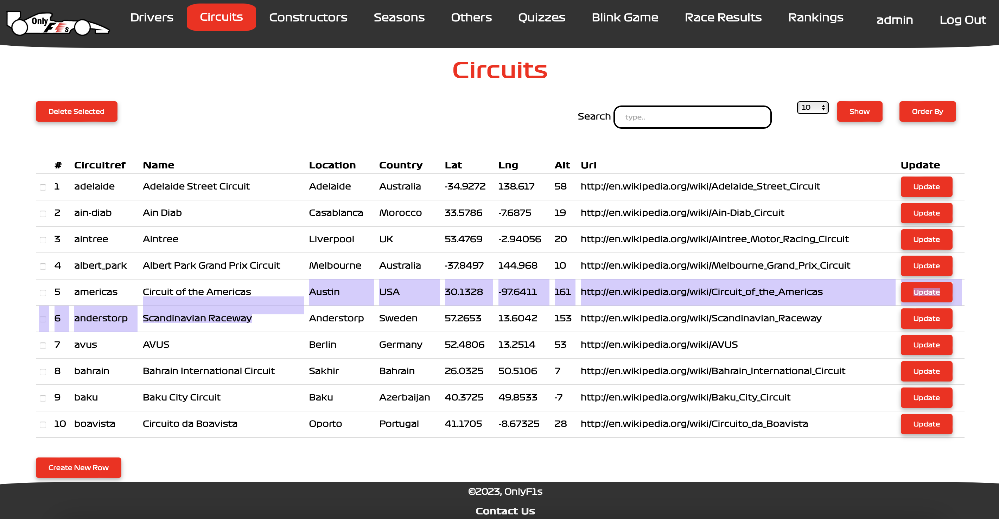 Only F1s Drivers Circuits Constructors Seasons Others Quizzes Blink Game Race Results Rankings admin Log Out
Circuits
Delete Selected Search type.. 10 Show Order By
# Circuitref Name Location Country Lat Lng Alt Url Update
1 adelaide Adelaide Street Circuit Adelaide Australia -34.9272 138.617 58 http://en.wikipedia.org/wiki/Adelaide_Street_Circuit Update
2 ain-diab Ain Diab Casablanca Morocco 33.5786 -7.6875 19 http://en.wikipedia.org/wiki/Ain-Diab_Circuit Update
3 aintree Aintree Liverpool UK 53.4769 -2.94056 20 http://en.wikipedia.org/wiki/Aintree_Motor_Racing_Circuit Update
4 albert_park Albert Park Grand Prix Circuit Melbourne Australia -37.8497 144.968 10 http://en.wikipedia.org/wiki/Melbourne_Grand_Prix_Circuit Update
5 americas Circuit of the Americas Austin USA 30.1328 -97.6411 161 http://en.wikipedia.org/wiki/Circuit_of_the_Americas Update
6 anderstorp Scandinavian Raceway Anderstorp Sweden 57.2653 13.6042 153 http://en.wikipedia.org/wiki/Scandinavian_Raceway Update
7 avus AVUS Berlin Germany 52.4806 13.2514 53 http://en.wikipedia.org/wiki/AVUS Update
8 bahrain Bahrain International Circuit Sakhir Bahrain 26.0325 50.5106 7 http://en.wikipedia.org/wiki/Bahrain_International_Circuit Update
9 baku Baku City Circuit Baku Azerbaijan 40.3725 49.8533 -7 http://en.wikipedia.org/wiki/Baku_City_Circuit Update
10 boavista Circuito da Boavista Oporto Portugal 41.1705 -8.67325 28 http://en.wikipedia.org/wiki/Circuito_da_Boavista Update
Create New Row
©2023, OnlyF1s
Contact Us